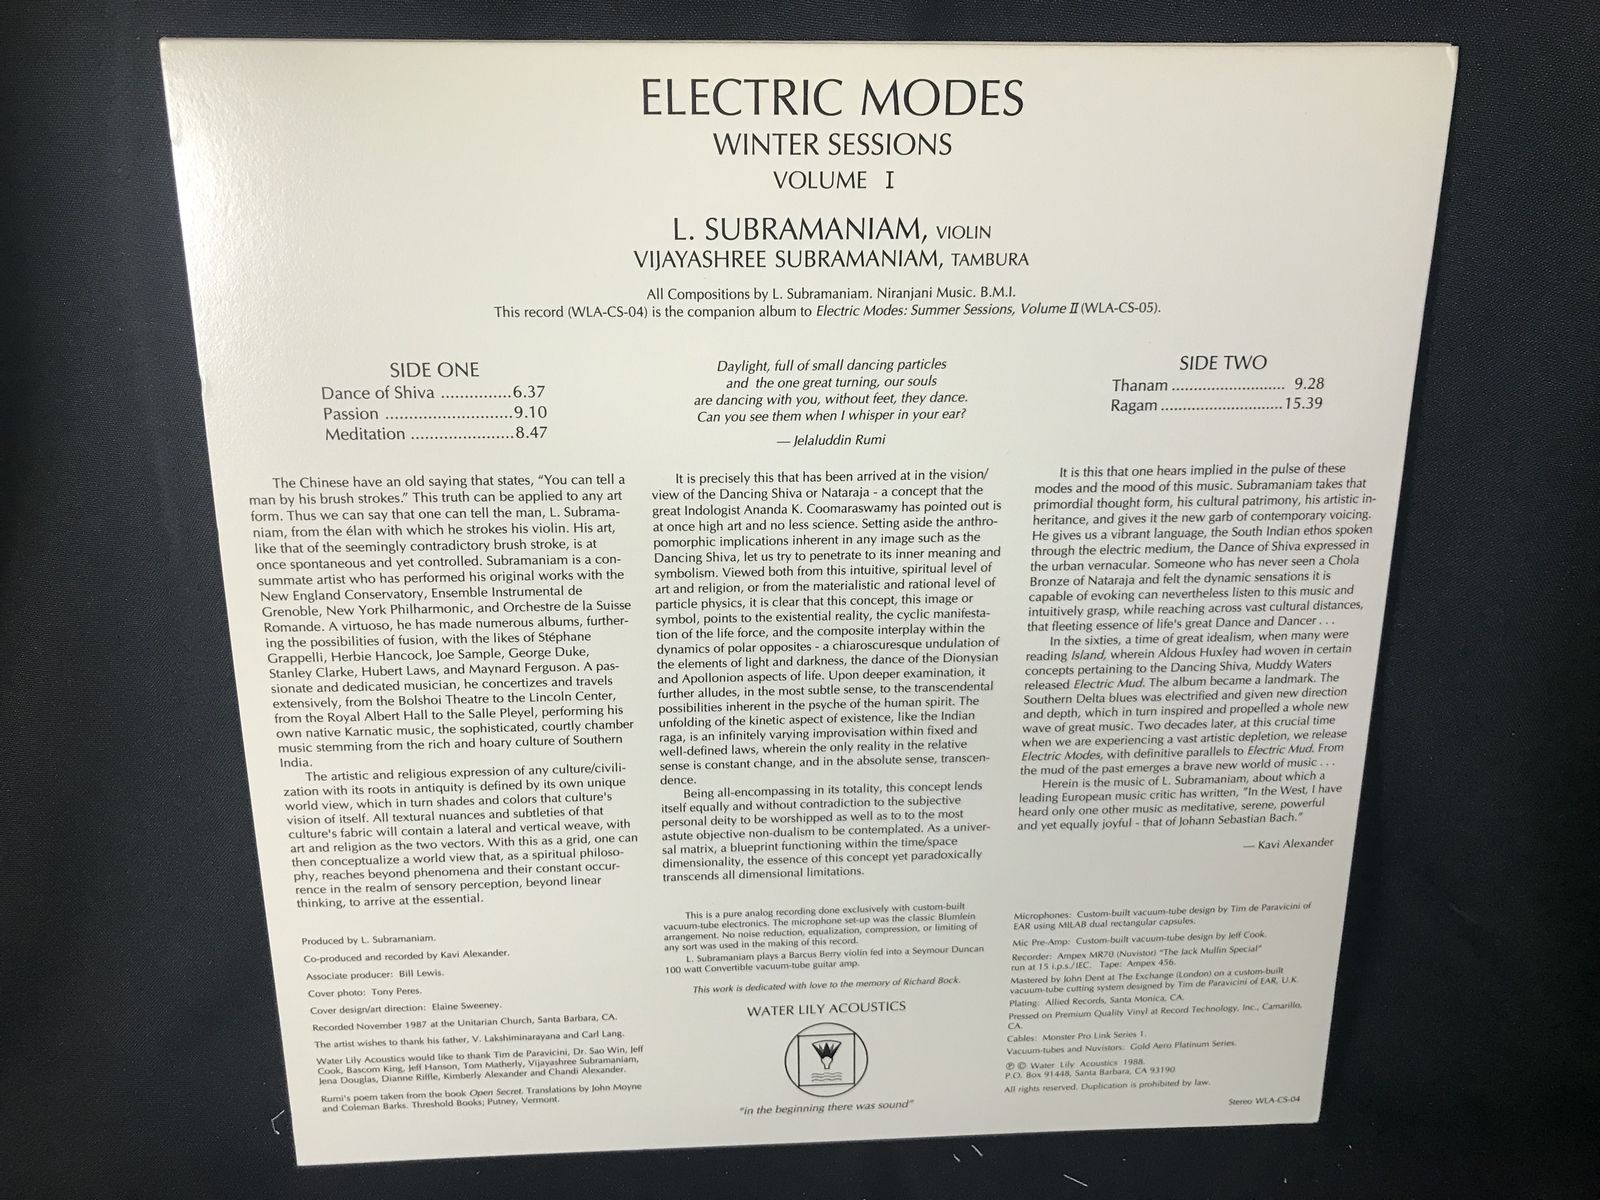 ELECTRIC MODES
WINTER SESSIONS
VOLUME I
L. SUBRAMANIAM, VIOLIN
VIJAYASHREE SUBRAMANIAM, TAMBURA
All Compositions by L. Subramaniam. Niranjani Music. B.M.I.
This record (WLA-CS-04) is the companion album to Electric Modes: Summer Sessions, Volume II (WLA-CS-05).
SIDE ONE
Dance of Shiva ...............6.37
Passion ...........................9.10
Meditation ......................8.47
Daylight, full of small dancing particles
and the one great turning, our souls
are dancing with you, without feet, they dance.
Can you see them when I whisper in your ear?
— Jelaluddin Rumi
SIDE TWO
Thanam ........................ 9.28
Ragam ..........................15.39
The Chinese have an old saying that states, “You can tell a
man by his brush strokes.” This truth can be applied to any art
form. Thus we can say that one can tell the man, L. Subrama-
niam, from the élan with which he strokes his violin. His art,
like that of the seemingly contradictory brush stroke, is at
once spontaneous and yet controlled. Subramaniam is a con-
summate artist who has performed his original works with the
New England Conservatory, Ensemble Instrumental de
Grenoble, New York Philharmonic, and Orchestre de la Suisse
Romande. A virtuoso, he has made numerous albums, further-
ing the possibilities of fusion, with the likes of Stéphane
Grappelli, Herbie Hancock, Joe Sample, George Duke,
Stanley Clarke, Hubert Laws, and Maynard Ferguson. A pas-
sionate and dedicated musician, he concertizes and travels
extensively, from the Bolshoi Theatre to the Lincoln Center,
from the Royal Albert Hall to the Salle Pleyel, performing his
own native Karnatic music, the sophisticated, courtly chamber
music stemming from the rich and hoary culture of Southern
India.
The artistic and religious expression of any culture/civili-
zation with its roots in antiquity is defined by its own unique
world view, which in turn shades and colors that culture's
vision of itself. All textural nuances and subtleties of that
culture's fabric will contain a lateral and vertical weave, with
art and religion as the two vectors. With this as a grid, one can
then conceptualize a world view that, as a spiritual philoso-
phy, reaches beyond phenomena and their constant occur-
rence in the realm of sensory perception, beyond linear
thinking, to arrive at the essential.
It is precisely this that has been arrived at in the vision/
view of the Dancing Shiva or Nataraja - a concept that the
great Indologist Ananda K. Coomaraswamy has pointed out is
at once high art and no less science. Setting aside the anthro-
pomorphic implications inherent in any image such as the
Dancing Shiva, let us try to penetrate to its inner meaning and
symbolism. Viewed both from this intuitive, spiritual level of
art and religion, or from the materialistic and rational level of
particle physics, it is clear that this concept, this image or
symbol, points to the existential reality, the cyclic manifesta-
tion of the life force, and the composite interplay within the
dynamics of polar opposites - a chiaroscuresque undulation of
the elements of light and darkness, the dance of the Dionysian
and Apollonion aspects of life. Upon deeper examination, it
further alludes, in the most subtle sense, to the transcendental
possibilities inherent in the psyche of the human spirit. The
unfolding of the kinetic aspect of existence, like the Indian
raga, is an infinitely varying improvisation within fixed and
well-defined laws, wherein the only reality in the relative
sense is constant change, and in the absolute sense, transcen-
dence.
Being all-encompassing in its totality, this concept lends
itself equally and without contradiction to the subjective
personal deity to be worshipped as well as to to the most
astute objective non-dualism to be contemplated. As a univer-
sal matrix, a blueprint functioning within the time/space
dimensionality, the essence of this concept yet paradoxically
transcends all dimensional limitations.
It is this that one hears implied in the pulse of these
modes and the mood of this music. Subramaniam takes that
primordial thought form, his cultural patrimony, his artistic in-
heritance, and gives it the new garb of contemporary voicing.
He gives us a vibrant language, the South Indian ethos spoken
through the electric medium, the Dance of Shiva expressed in
the urban vernacular. Someone who has never seen a Chola
Bronze of Nataraja and felt the dynamic sensations it is
capable of evoking can nevertheless listen to this music and
intuitively grasp, while reaching across vast cultural distances,
that fleeting essence of life's great Dance and Dancer . . .
In the sixties, a time of great idealism, when many were
reading Island, wherein Aldous Huxley had woven in certain
concepts pertaining to the Dancing Shiva, Muddy Waters
released Electric Mud. The album became a landmark. The
Southern Delta blues was electrified and given new direction
and depth, which in turn inspired and propelled a whole new
wave of great music. Two decades later, at this crucial time
when we are experiencing a vast artistic depletion, we release
Electric Modes, with definitive parallels to Electric Mud. From
the mud of the past emerges a brave new world of music . . .
Herein is the music of L. Subramaniam, about which a
leading European music critic has written, "In the West, I have
heard only one other music as meditative, serene, powerful
and yet equally joyful - that of Johann Sebastian Bach."
— Kavi Alexander
Produced by L. Subramaniam.
Co-produced and recorded by Kavi Alexander.
Associate producer: Bill Lewis.
Cover photo: Tony Peres.
Cover design/art direction: Elaine Sweeney.
Recorded November 1987 at the Unitarian Church, Santa Barbara, CA.
The artist wishes to thank his father, V. Lakshiminarayana and Carl Lang.
Water Lily Acoustics would like to thank Tim de Paravicini, Dr. Sao Win, Jeff
Cook, Bascom King, Jeff Hanson, Tom Matherly, Vijayashree Subramaniam,
Jena Douglas, Dianne Riffle, Kimberly Alexander and Chandi Alexander.
Rumi's poem taken from the book Open Secret. Translations by John Moyne
and Coleman Barks. Threshold Books; Putney, Vermont.
This is a pure analog recording done exclusively with custom-built
vacuum-tube electronics. The microphone set-up was the classic Blumlein
arrangement. No noise reduction, equalization, compression, or limiting of
any sort was used in the making of this record.
L. Subramaniam plays a Barcus Berry violin fed into a Seymour Duncan
100 watt Convertible vacuum-tube guitar amp.
This work is dedicated with love to the memory of Richard Bock.
WATER LILY ACOUSTICS
"in the beginning there was sound"
Microphones: Custom-built vacuum-tube design by Tim de Paravicini of
EAR using MILAB dual rectangular capsules.
Mic Pre-Amp: Custom-built vacuum-tube design by Jeff Cook.
Recorder: Ampex MR70 (Nuvistor) "The Jack Mullin Special"
run at 15 i.p.s./IEC. Tape: Ampex 456.
Mastered by John Dent at The Exchange (London) on a custom-built
vacuum-tube cutting system designed by Tim de Paravicini of EAR, U.K.
Plating: Allied Records, Santa Monica, CA.
Pressed on Premium Quality Vinyl at Record Technology, Inc., Camarillo,
CA.
Cables: Monster Pro Link Series 1.
Vacuum-tubes and Nuvistors: Gold Aero Platinum Series.
℗ © Water Lily Acoustics 1988.
P.O. Box 91448, Santa Barbara, CA 93190
All rights reserved. Duplication is prohibited by law.
Stereo WLA-CS-04